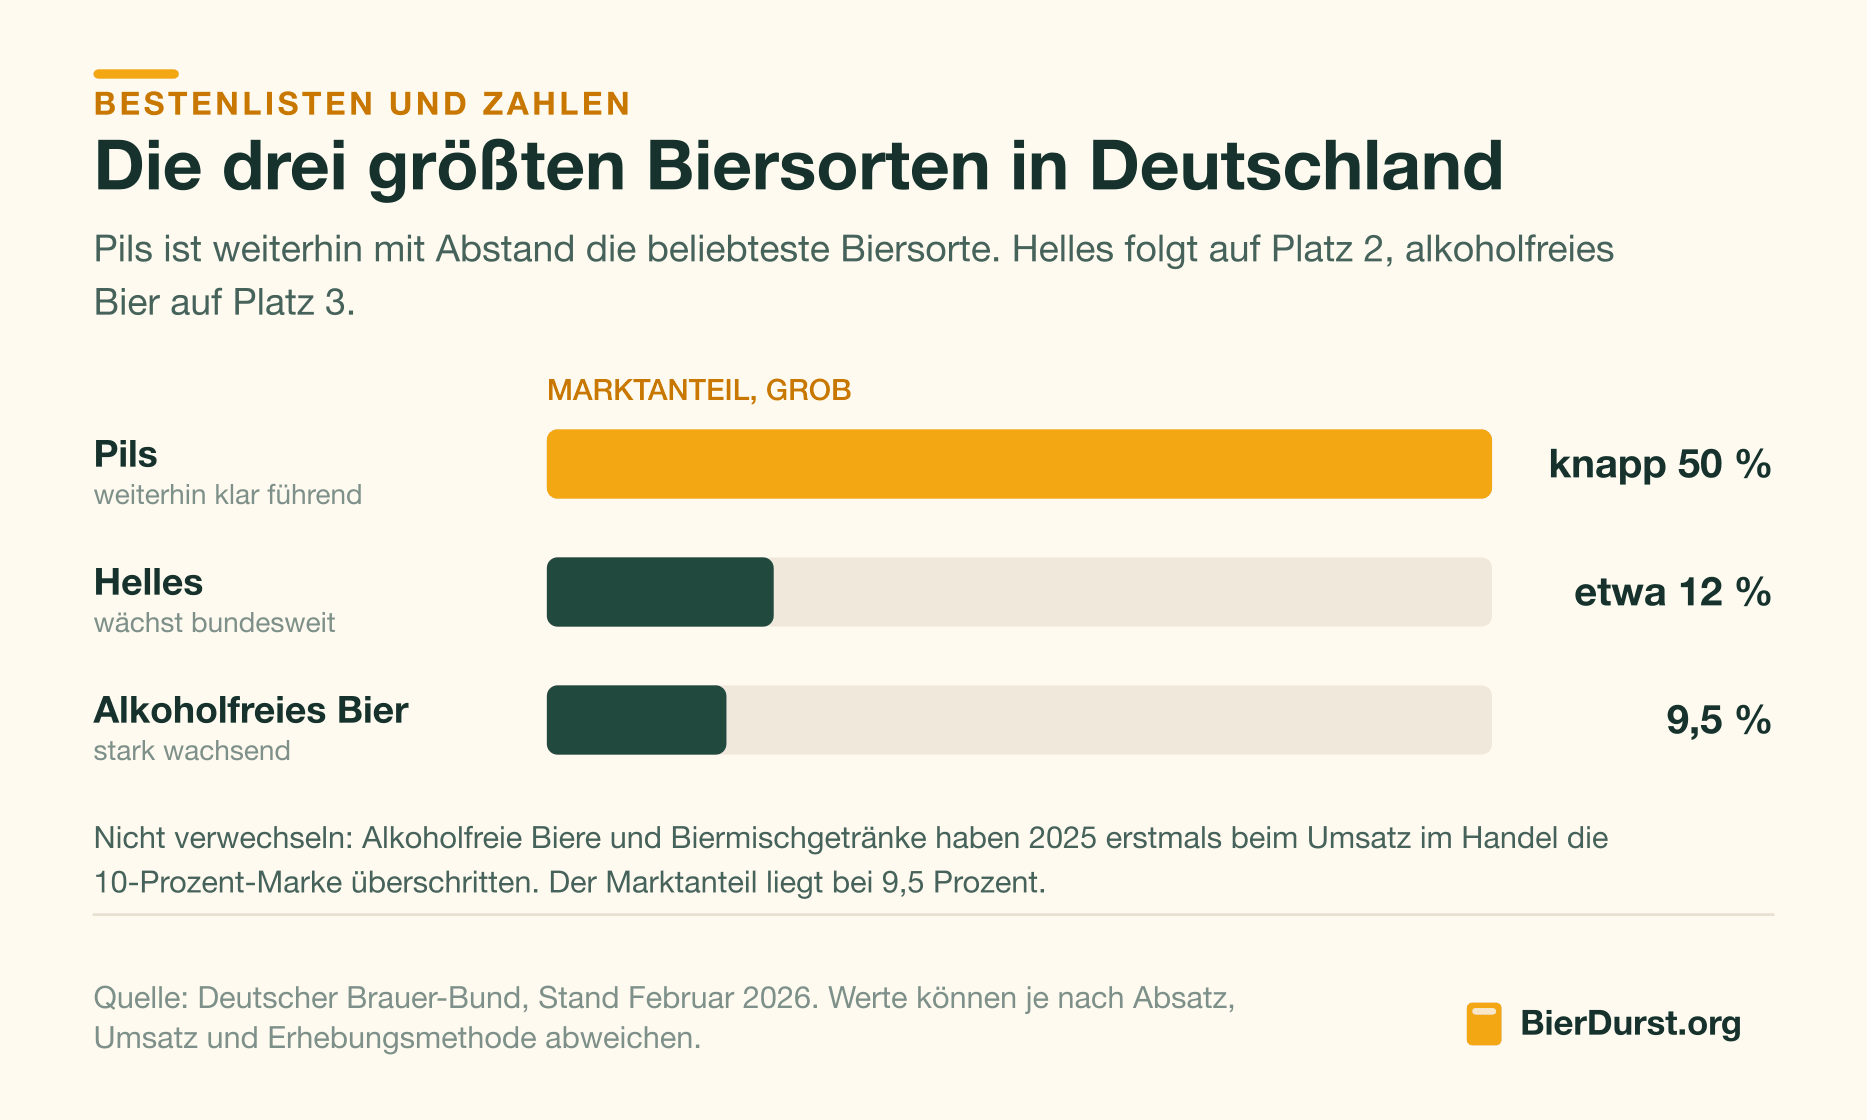 BESTENLISTEN UND ZAHLEN
Die drei größten Biersorten in Deutschland
Pils ist weiterhin mit Abstand die beliebteste Biersorte. Helles folgt auf Platz 2, alkoholfreies
Bier auf Platz 3.
MARKTANTEIL, GROB
Pils
weiterhin klar führend
knapp 50 %
Helles
wächst bundesweit
etwa 12 %
Alkoholfreies Bier
stark wachsend
9,5 %
Nicht verwechseln: Alkoholfreie Biere und Biermischgetränke haben 2025 erstmals beim Umsatz im Handel die
10-Prozent-Marke überschritten. Der Marktanteil liegt bei 9,5 Prozent.
Quelle: Deutscher Brauer-Bund, Stand Februar 2026. Werte können je nach Absatz,
Umsatz und Erhebungsmethode abweichen.
BierDurst.org